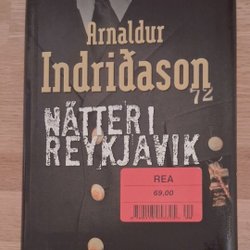 Arnaldur
Indriðason
72
NÄTTER I
REYKJAVIK
REA
69,00